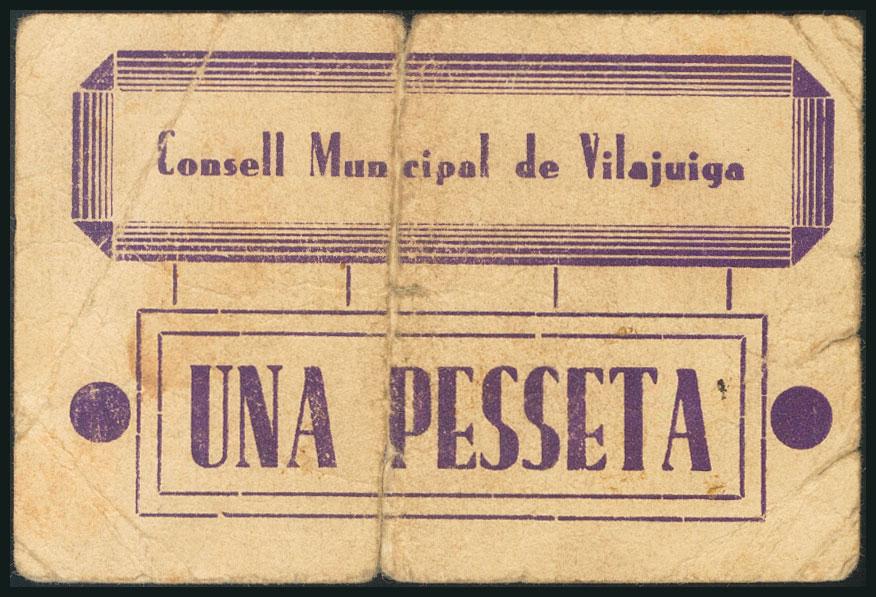 Consell Municipal de Vilajuiga
UNA PESSETA